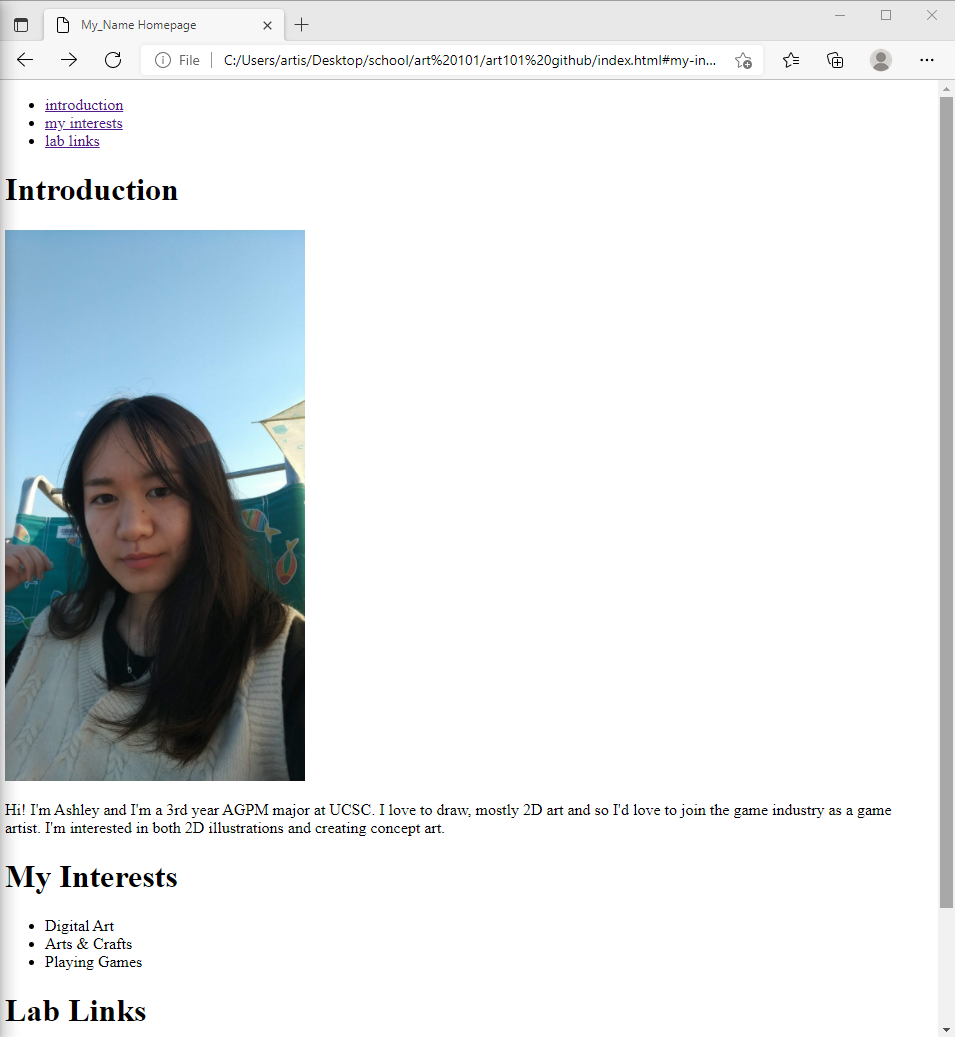 My_Name Homepage
File | C:/Users/artis/Desktop/school/art%20101/art101%20github/index.html#my-in...
introduction
my interests
lab links
Introduction
Hi! I'm Ashley and I'm a 3rd year AGPM major at UCSC. I love to draw, mostly 2D art and so I'd love to join the game industry as a game
artist. I'm interested in both 2D illustrations and creating concept art.
My Interests
Digital Art
Arts & Crafts
Playing Games
Lab Links